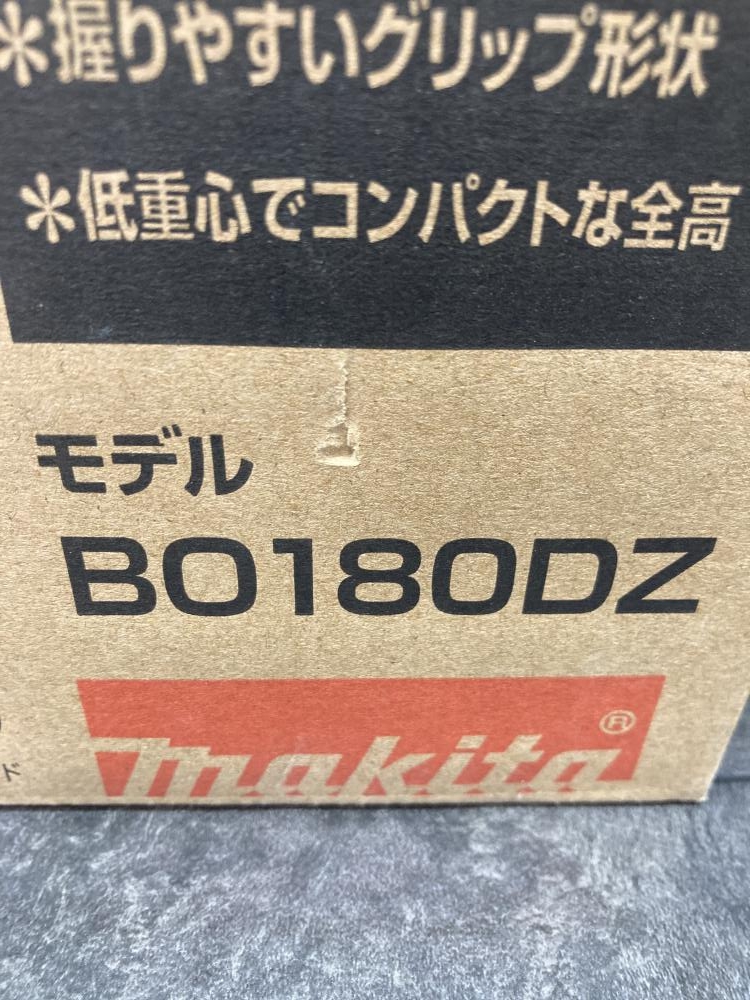 *握りやすいグリップ形状
*低重心でコンパクトな全高
モデル
BO180DZ
makita®